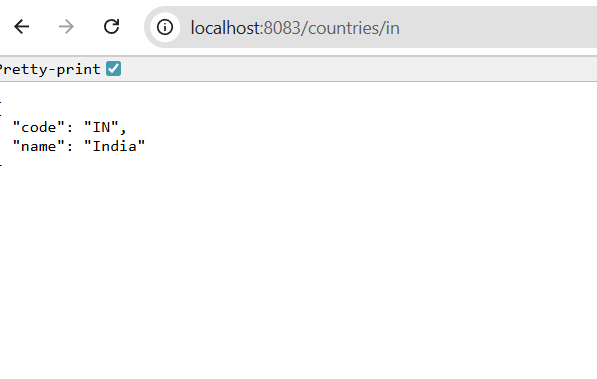 localhost:8083/countries/in
Pretty-print
{
"code": "IN",
"name": "India"
}